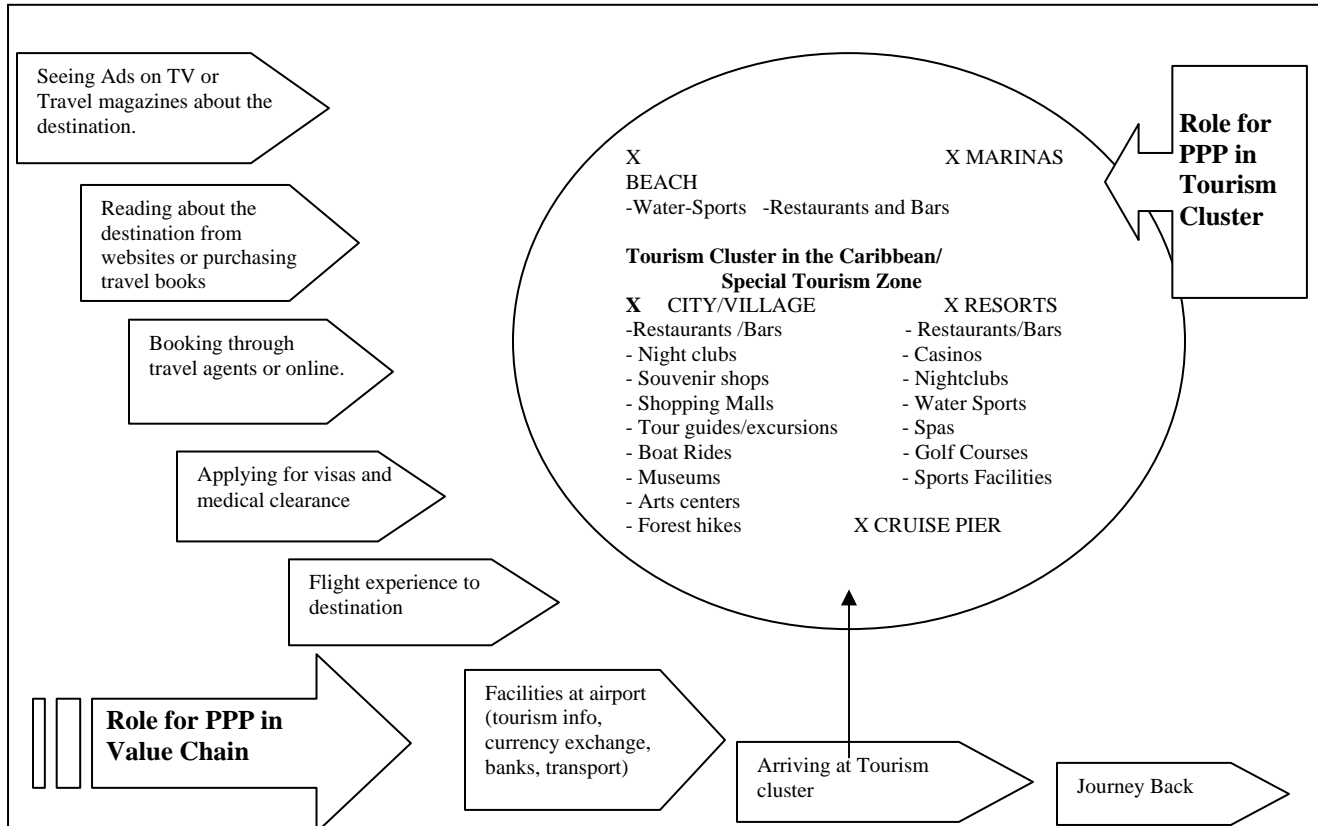 Seeing Ads on TV or
Travel magazines about the
destination.
Reading about the
destination from
websites or purchasing
travel books
Booking through
travel agents or online.
Applying for visas and
medical clearance
Flight experience to
destination
Role for PPP in
Value Chain
Facilities at airport
(tourism info,
currency exchange,
banks, transport)
Arriving at Tourism
cluster
Journey Back
X X MARINAS
BEACH
-Water-Sports -Restaurants and Bars
Tourism Cluster in the Caribbean/
Special Tourism Zone
X CITY/VILLAGE X RESORTS
-Restaurants /Bars - Restaurants/Bars
- Night clubs - Casinos
- Souvenir shops - Nightclubs
- Shopping Malls - Water Sports
- Tour guides/excursions - Spas
- Boat Rides - Golf Courses
- Museums - Sports Facilities
- Arts centers
- Forest hikes X CRUISE PIER
Role for
PPP in
Tourism
Cluster